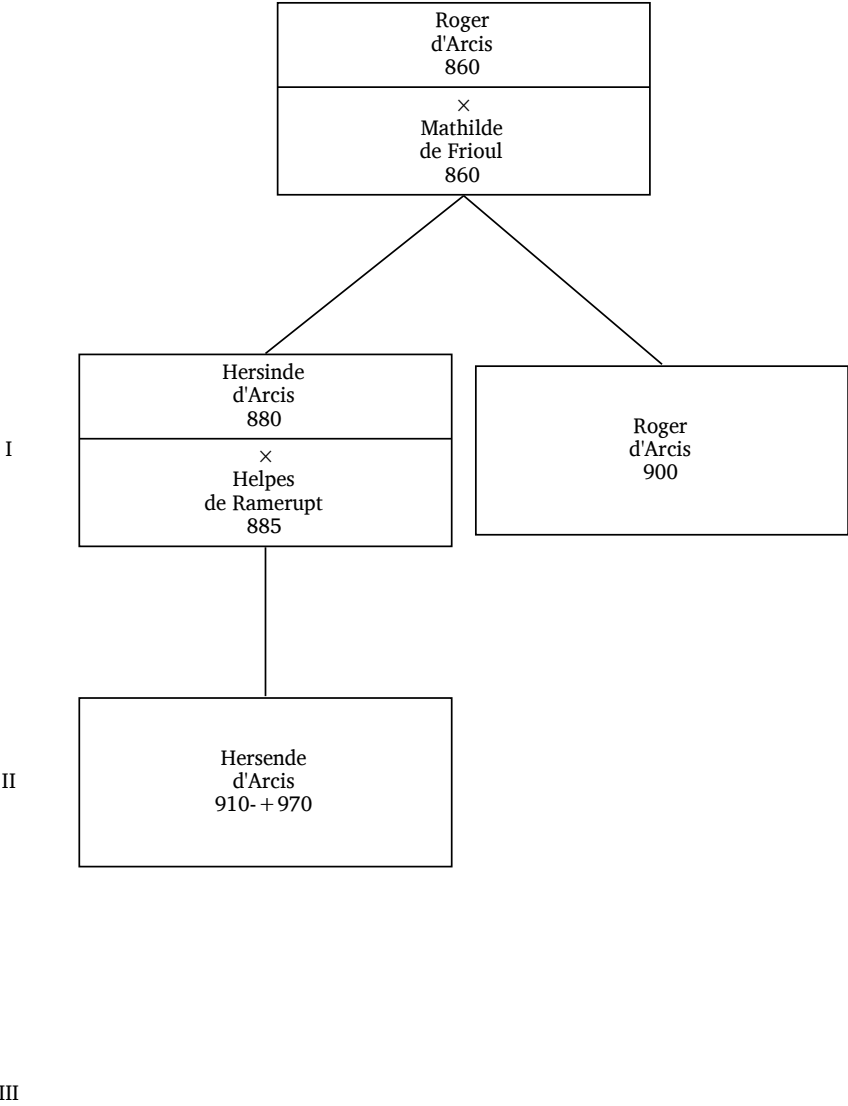 Roger
d'Arcis
860
×
Mathilde
de Frioul
860
I
Hersinde
d'Arcis
880
×
Helpes
de Ramerupt
885
Roger
d'Arcis
900
II
Hersende
d'Arcis
910-+970
III